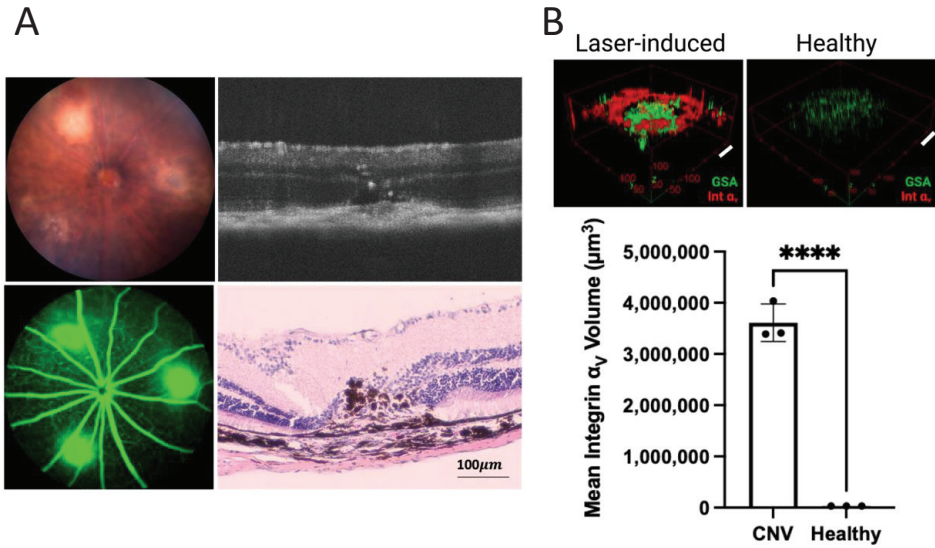 A
B
Laser-induced
Healthy
GSA
Int αᵥ
GSA
Int αᵥ
Mean Integrin αV Volume (μm³)
5,000,000
4,000,000
3,000,000
2,000,000
1,000,000
0
****
CNV
Healthy
100μm